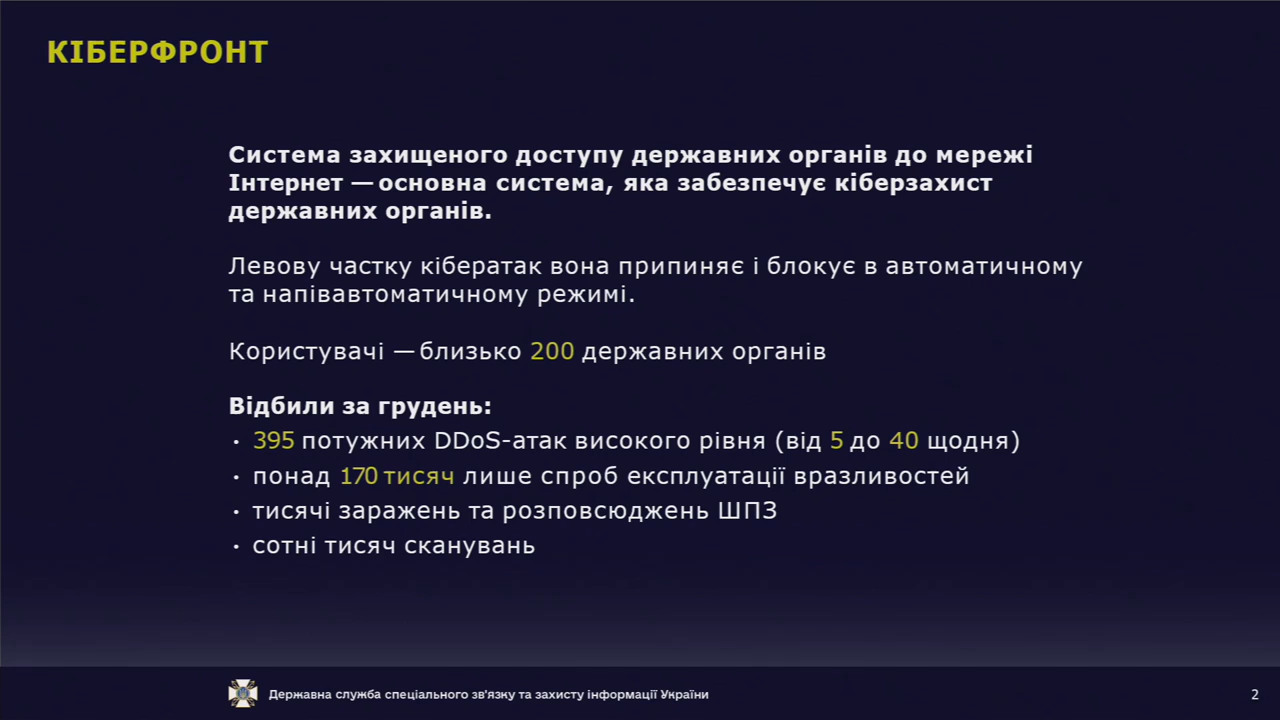 КІБЕРФРОНТ
Система захищеного доступу державних органів до мережі
Інтернет — основна система, яка забезпечує кіберзахист
державних органів.
Левову частку кібератак вона припиняє і блокує в автоматичному
та напівавтоматичному режимі.
Користувачі — близько 200 державних органів
Відбили за грудень:
• 395 потужних DDoS-атак високого рівня (від 5 до 40 щодня)
• понад 170 тисяч лише спроб експлуатації вразливостей
• тисячі заражень та розповсюджень ШПЗ
• сотні тисяч сканувань
Державна служба спеціального зв'язку та захисту інформації України
2